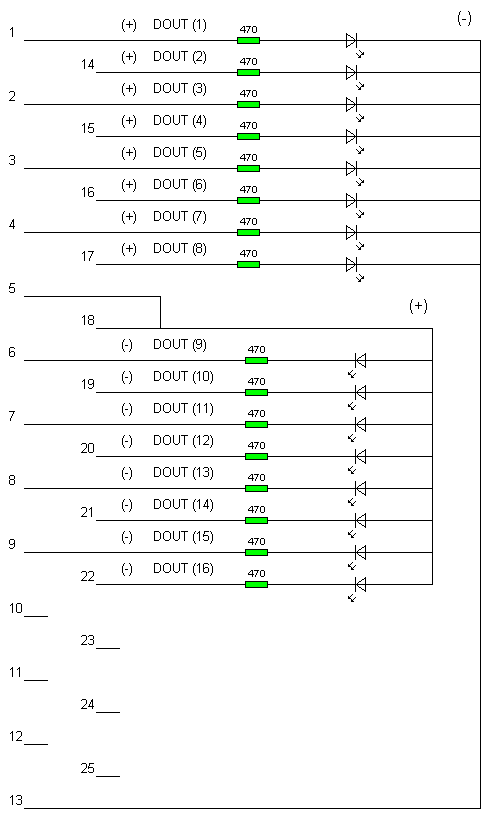 (-)
1 (+) DOUT (1) 470
14 (+) DOUT (2) 470
2 (+) DOUT (3) 470
15 (+) DOUT (4) 470
3 (+) DOUT (5) 470
16 (+) DOUT (6) 470
4 (+) DOUT (7) 470
17 (+) DOUT (8) 470
5
(+)
18
6 (-) DOUT (9) 470
19 (-) DOUT (10) 470
7 (-) DOUT (11) 470
20 (-) DOUT (12) 470
8 (-) DOUT (13) 470
21 (-) DOUT (14) 470
9 (-) DOUT (15) 470
22 (-) DOUT (16) 470
10
23
11
24
12
25
13